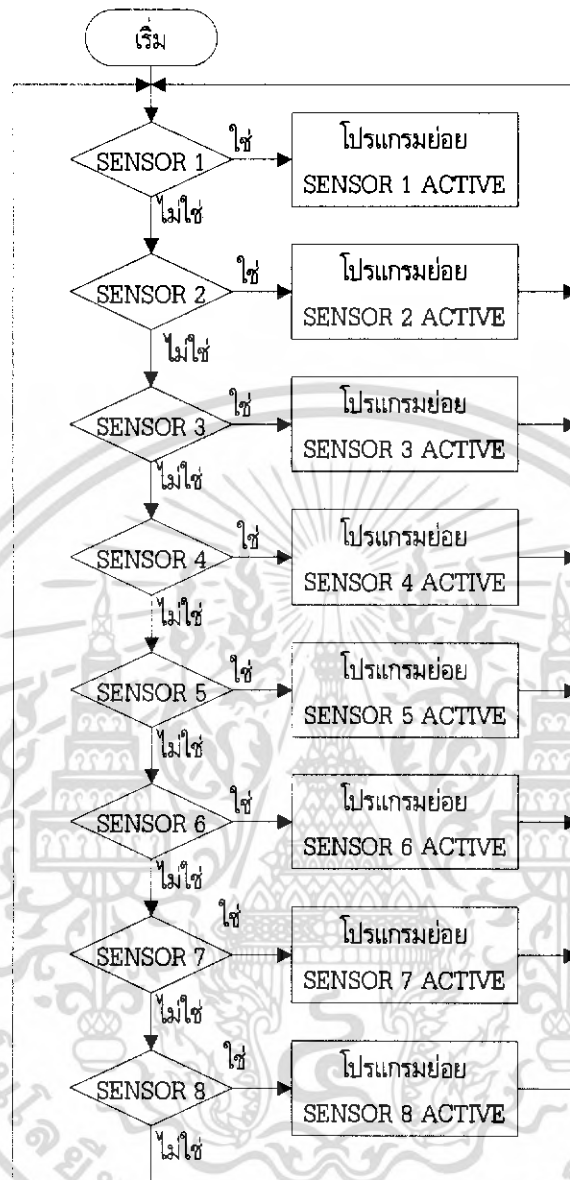 เริ่ม
SENSOR 1
ใช่
โปรแกรมย่อย
SENSOR 1 ACTIVE
ไม่ใช่
SENSOR 2
ใช่
โปรแกรมย่อย
SENSOR 2 ACTIVE
ไม่ใช่
SENSOR 3
ใช่
โปรแกรมย่อย
SENSOR 3 ACTIVE
ไม่ใช่
SENSOR 4
ใช่
โปรแกรมย่อย
SENSOR 4 ACTIVE
ไม่ใช่
SENSOR 5
ใช่
โปรแกรมย่อย
SENSOR 5 ACTIVE
ไม่ใช่
SENSOR 6
ใช่
โปรแกรมย่อย
SENSOR 6 ACTIVE
ไม่ใช่
SENSOR 7
ใช่
โปรแกรมย่อย
SENSOR 7 ACTIVE
ไม่ใช่
SENSOR 8
ใช่
โปรแกรมย่อย
SENSOR 8 ACTIVE
ไม่ใช่